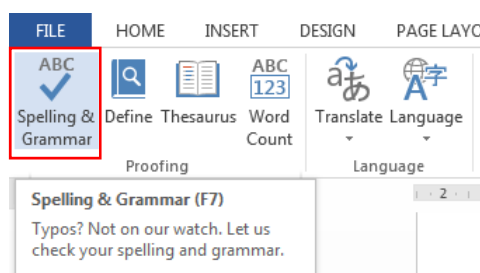 FILE HOME INSERT DESIGN PAGE LAYO
ABC ABC
123
Spelling & Define Thesaurus Word Translate Language
Grammar Count
Proofing Language
Spelling & Grammar (F7)
2
Typos? Not on our watch. Let us
check your spelling and grammar.